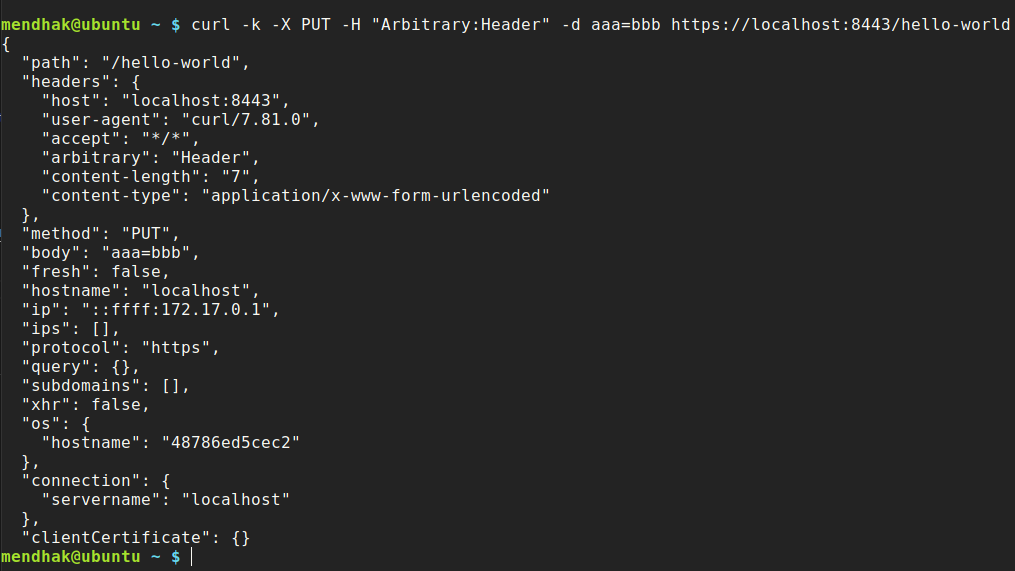 mendhak@ubuntu ~ $ curl -k -X PUT -H "Arbitrary:Header" -d aaa=bbb https://localhost:8443/hello-world
{
  "path": "/hello-world",
  "headers": {
    "host": "localhost:8443",
    "user-agent": "curl/7.81.0",
    "accept": "*/*",
    "arbitrary": "Header",
    "content-length": "7",
    "content-type": "application/x-www-form-urlencoded"
  },
  "method": "PUT",
  "body": "aaa=bbb",
  "fresh": false,
  "hostname": "localhost",
  "ip": "::ffff:172.17.0.1",
  "ips": [],
  "protocol": "https",
  "query": {},
  "subdomains": [],
  "xhr": false,
  "os": {
    "hostname": "48786ed5cec2"
  },
  "connection": {
    "servername": "localhost"
  },
  "clientCertificate": {}
mendhak@ubuntu ~ $